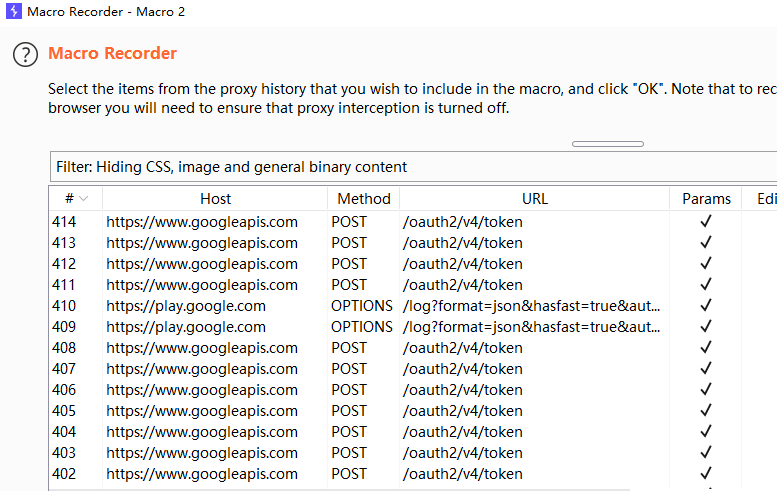 Macro Recorder - Macro 2
?
Macro Recorder
Select the items from the proxy history that you wish to include in the macro, and click "OK". Note that to rec
browser you will need to ensure that proxy interception is turned off.
Filter: Hiding CSS, image and general binary content
# Host Method URL Params Edi
414 https://www.googleapis.com POST /oauth2/v4/token ✓
413 https://www.googleapis.com POST /oauth2/v4/token ✓
412 https://www.googleapis.com POST /oauth2/v4/token ✓
411 https://www.googleapis.com POST /oauth2/v4/token ✓
410 https://play.google.com OPTIONS /log?format=json&hasfast=true&aut... ✓
409 https://play.google.com OPTIONS /log?format=json&hasfast=true&aut... ✓
408 https://www.googleapis.com POST /oauth2/v4/token ✓
407 https://www.googleapis.com POST /oauth2/v4/token ✓
406 https://www.googleapis.com POST /oauth2/v4/token ✓
405 https://www.googleapis.com POST /oauth2/v4/token ✓
404 https://www.googleapis.com POST /oauth2/v4/token ✓
403 https://www.googleapis.com POST /oauth2/v4/token ✓
402 https://www.googleapis.com POST /oauth2/v4/token ✓